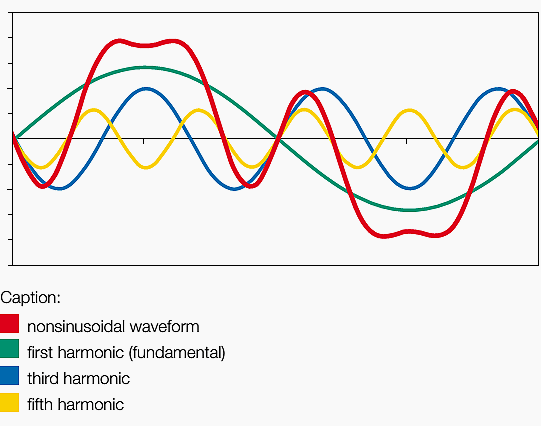 Caption:
nonsinusoidal waveform
first harmonic (fundamental)
third harmonic
fifth harmonic